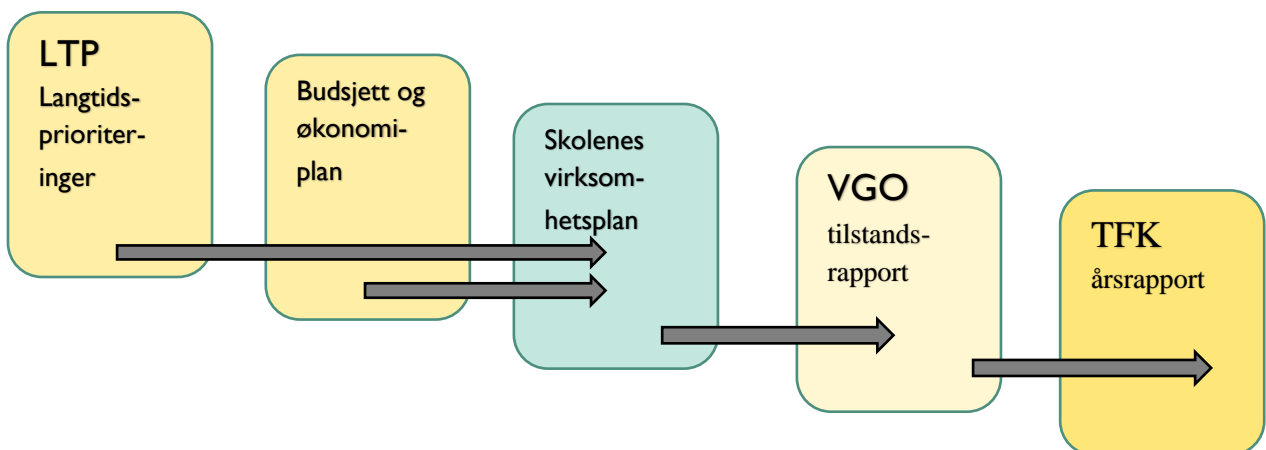 LTP
Langtids-
prioriter-
inger
Budsjett og
økonomi-
plan
Skolenes
virksom-
hetsplan
VGO
tilstands-
rapport
TFK
årsrapport